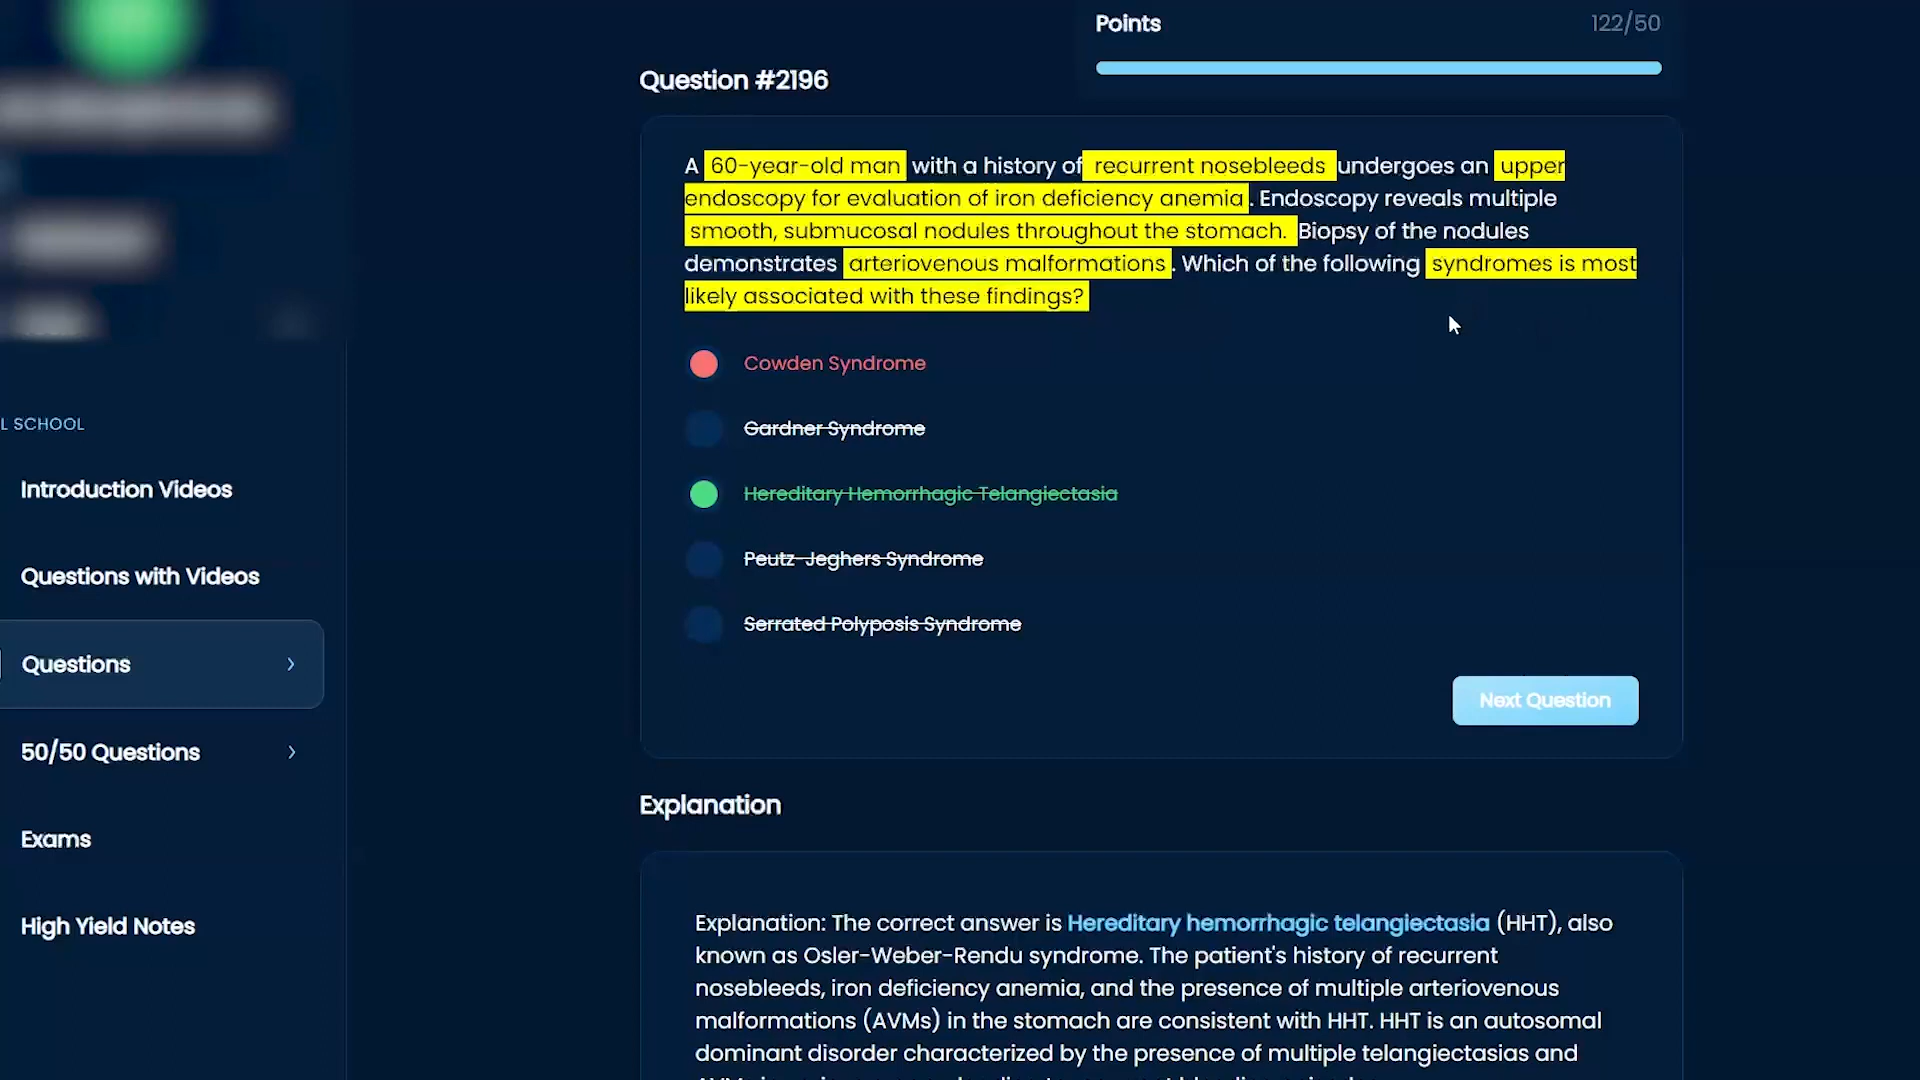 Points
122/50
Question #2196
A 60-year-old man with a history of recurrent nosebleeds undergoes an upper
endoscopy for evaluation of iron deficiency anemia. Endoscopy reveals multiple
smooth, submucosal nodules throughout the stomach. Biopsy of the nodules
demonstrates arteriovenous malformations. Which of the following syndromes is most
likely associated with these findings?
Cowden Syndrome
Gardner Syndrome
Hereditary Hemorrhagic Telangiectasia
Peutz-Jeghers Syndrome
Serrated Polyposis Syndrome
Next Question
L SCHOOL
Introduction Videos
Questions with Videos
Questions
50/50 Questions
Exams
High Yield Notes
Explanation
Explanation: The correct answer is Hereditary hemorrhagic telangiectasia (HHT), also
known as Osler-Weber-Rendu syndrome. The patient's history of recurrent
nosebleeds, iron deficiency anemia, and the presence of multiple arteriovenous
malformations (AVMs) in the stomach are consistent with HHT. HHT is an autosomal
dominant disorder characterized by the presence of multiple telangiectasias and